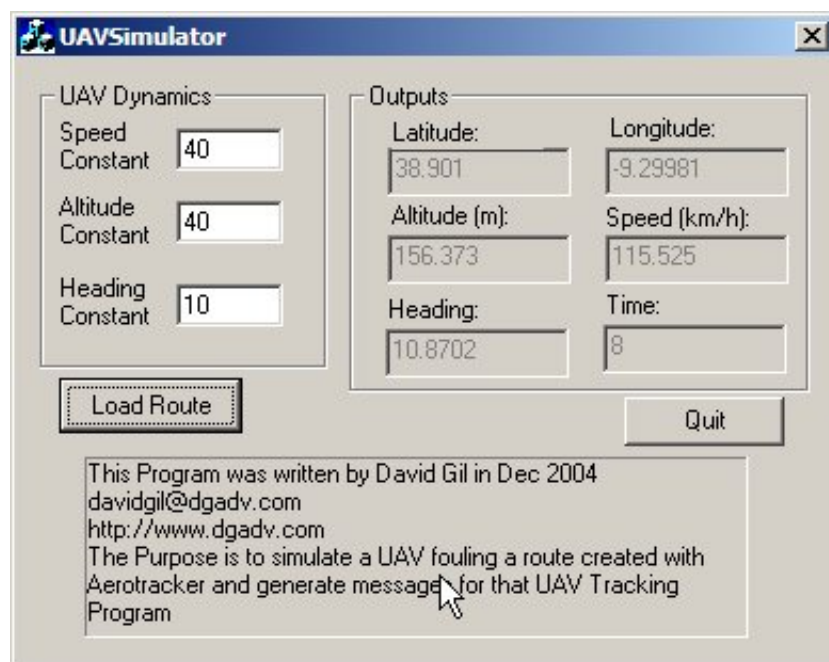 UAVSimulator
UAV Dynamics
Speed
Constant
40
Altitude
Constant
40
Heading
Constant
10
Outputs
Latitude:
Longitude:
38.901
-9.29981
Altitude (m):
Speed (km/h):
156.373
115.525
Heading:
Time:
10.8702
8
Load Route
Quit
This Program was written by David Gil in Dec 2004
davidgil@dgadv.com
http://www.dgadv.com
The Purpose is to simulate a UAV fouling a route created with
Aerotracker and generate messages for that UAV Tracking
Program